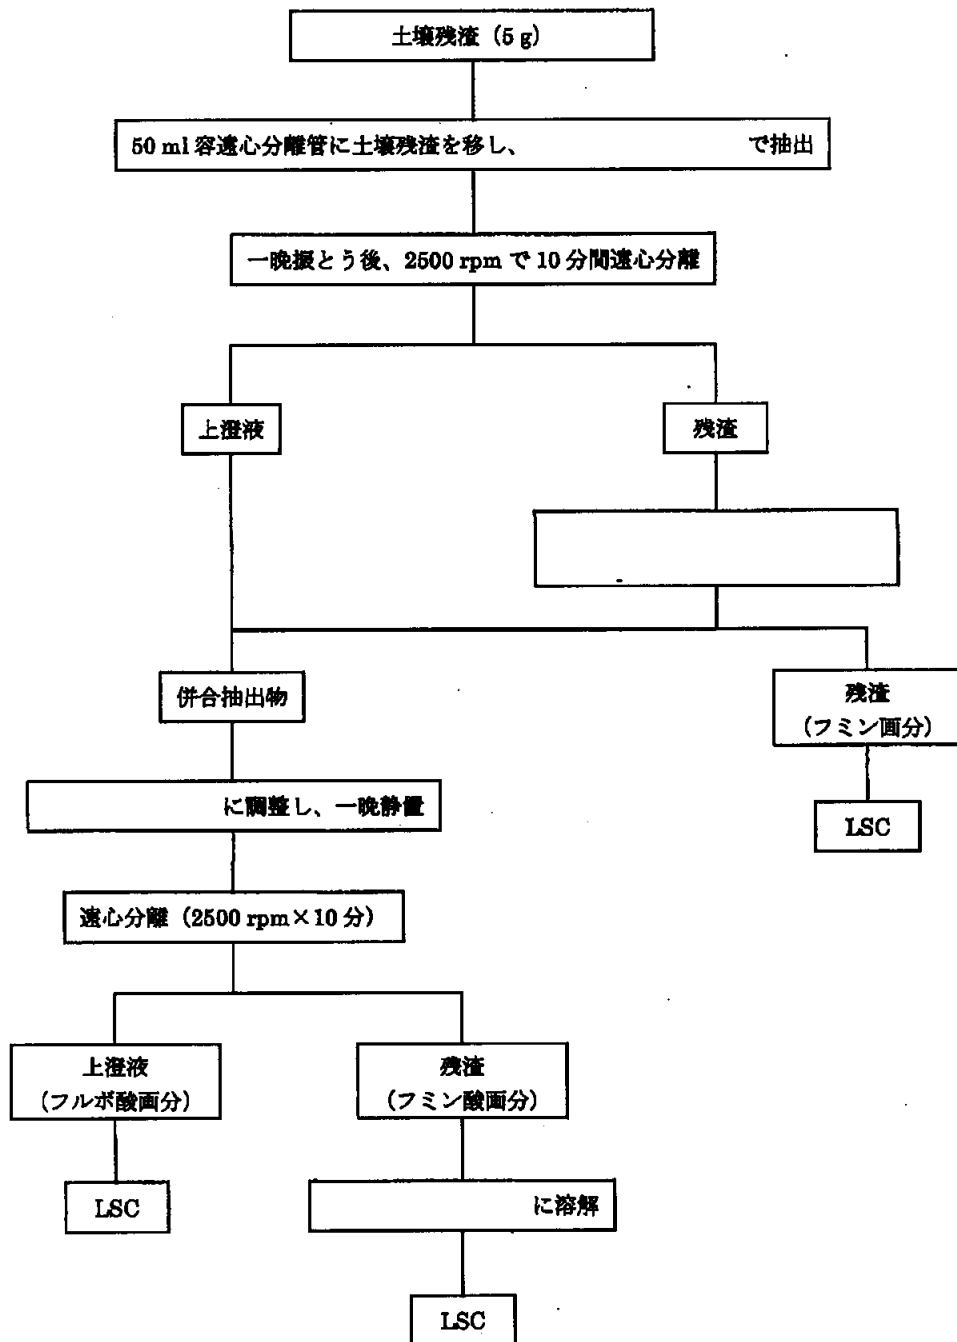 土壌残渣（5 g）
50 ml 容遠心分離管に土壌残渣を移し、 で抽出
一晩振とう後、2500 rpm で 10 分間遠心分離
上澄液
残渣
併合抽出物
残渣
（フミン画分）
に調整し、一晩静置
LSC
遠心分離（2500 rpm×10 分）
上澄液
（フルボ酸画分）
残渣
（フミン酸画分）
LSC
に溶解
LSC